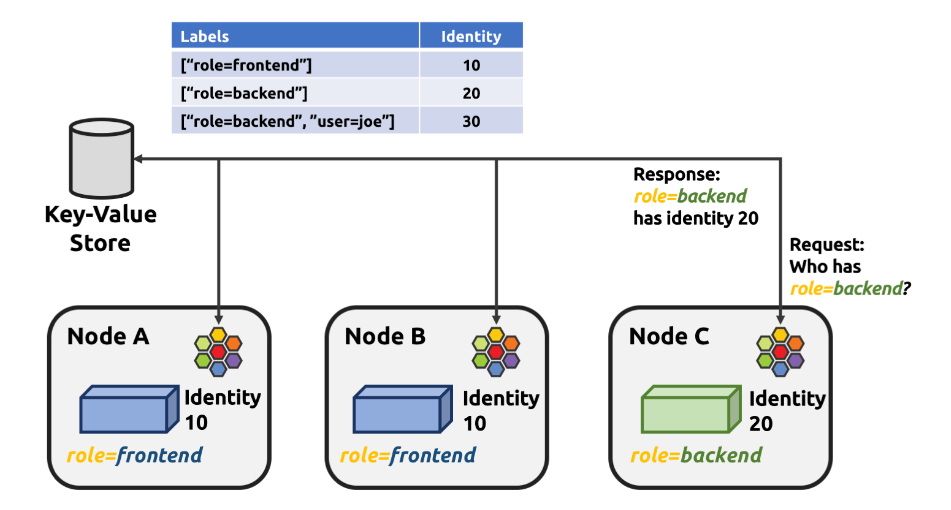 Labels Identity
[“role=frontend”] 10
[“role=backend”] 20
[“role=backend”, ”user=joe”] 30
Key-Value
Store
Response:
role=backend
has identity 20
Request:
Who has
role=backend?
Node A
Identity
10
role=frontend
Node B
Identity
10
role=frontend
Node C
Identity
20
role=backend